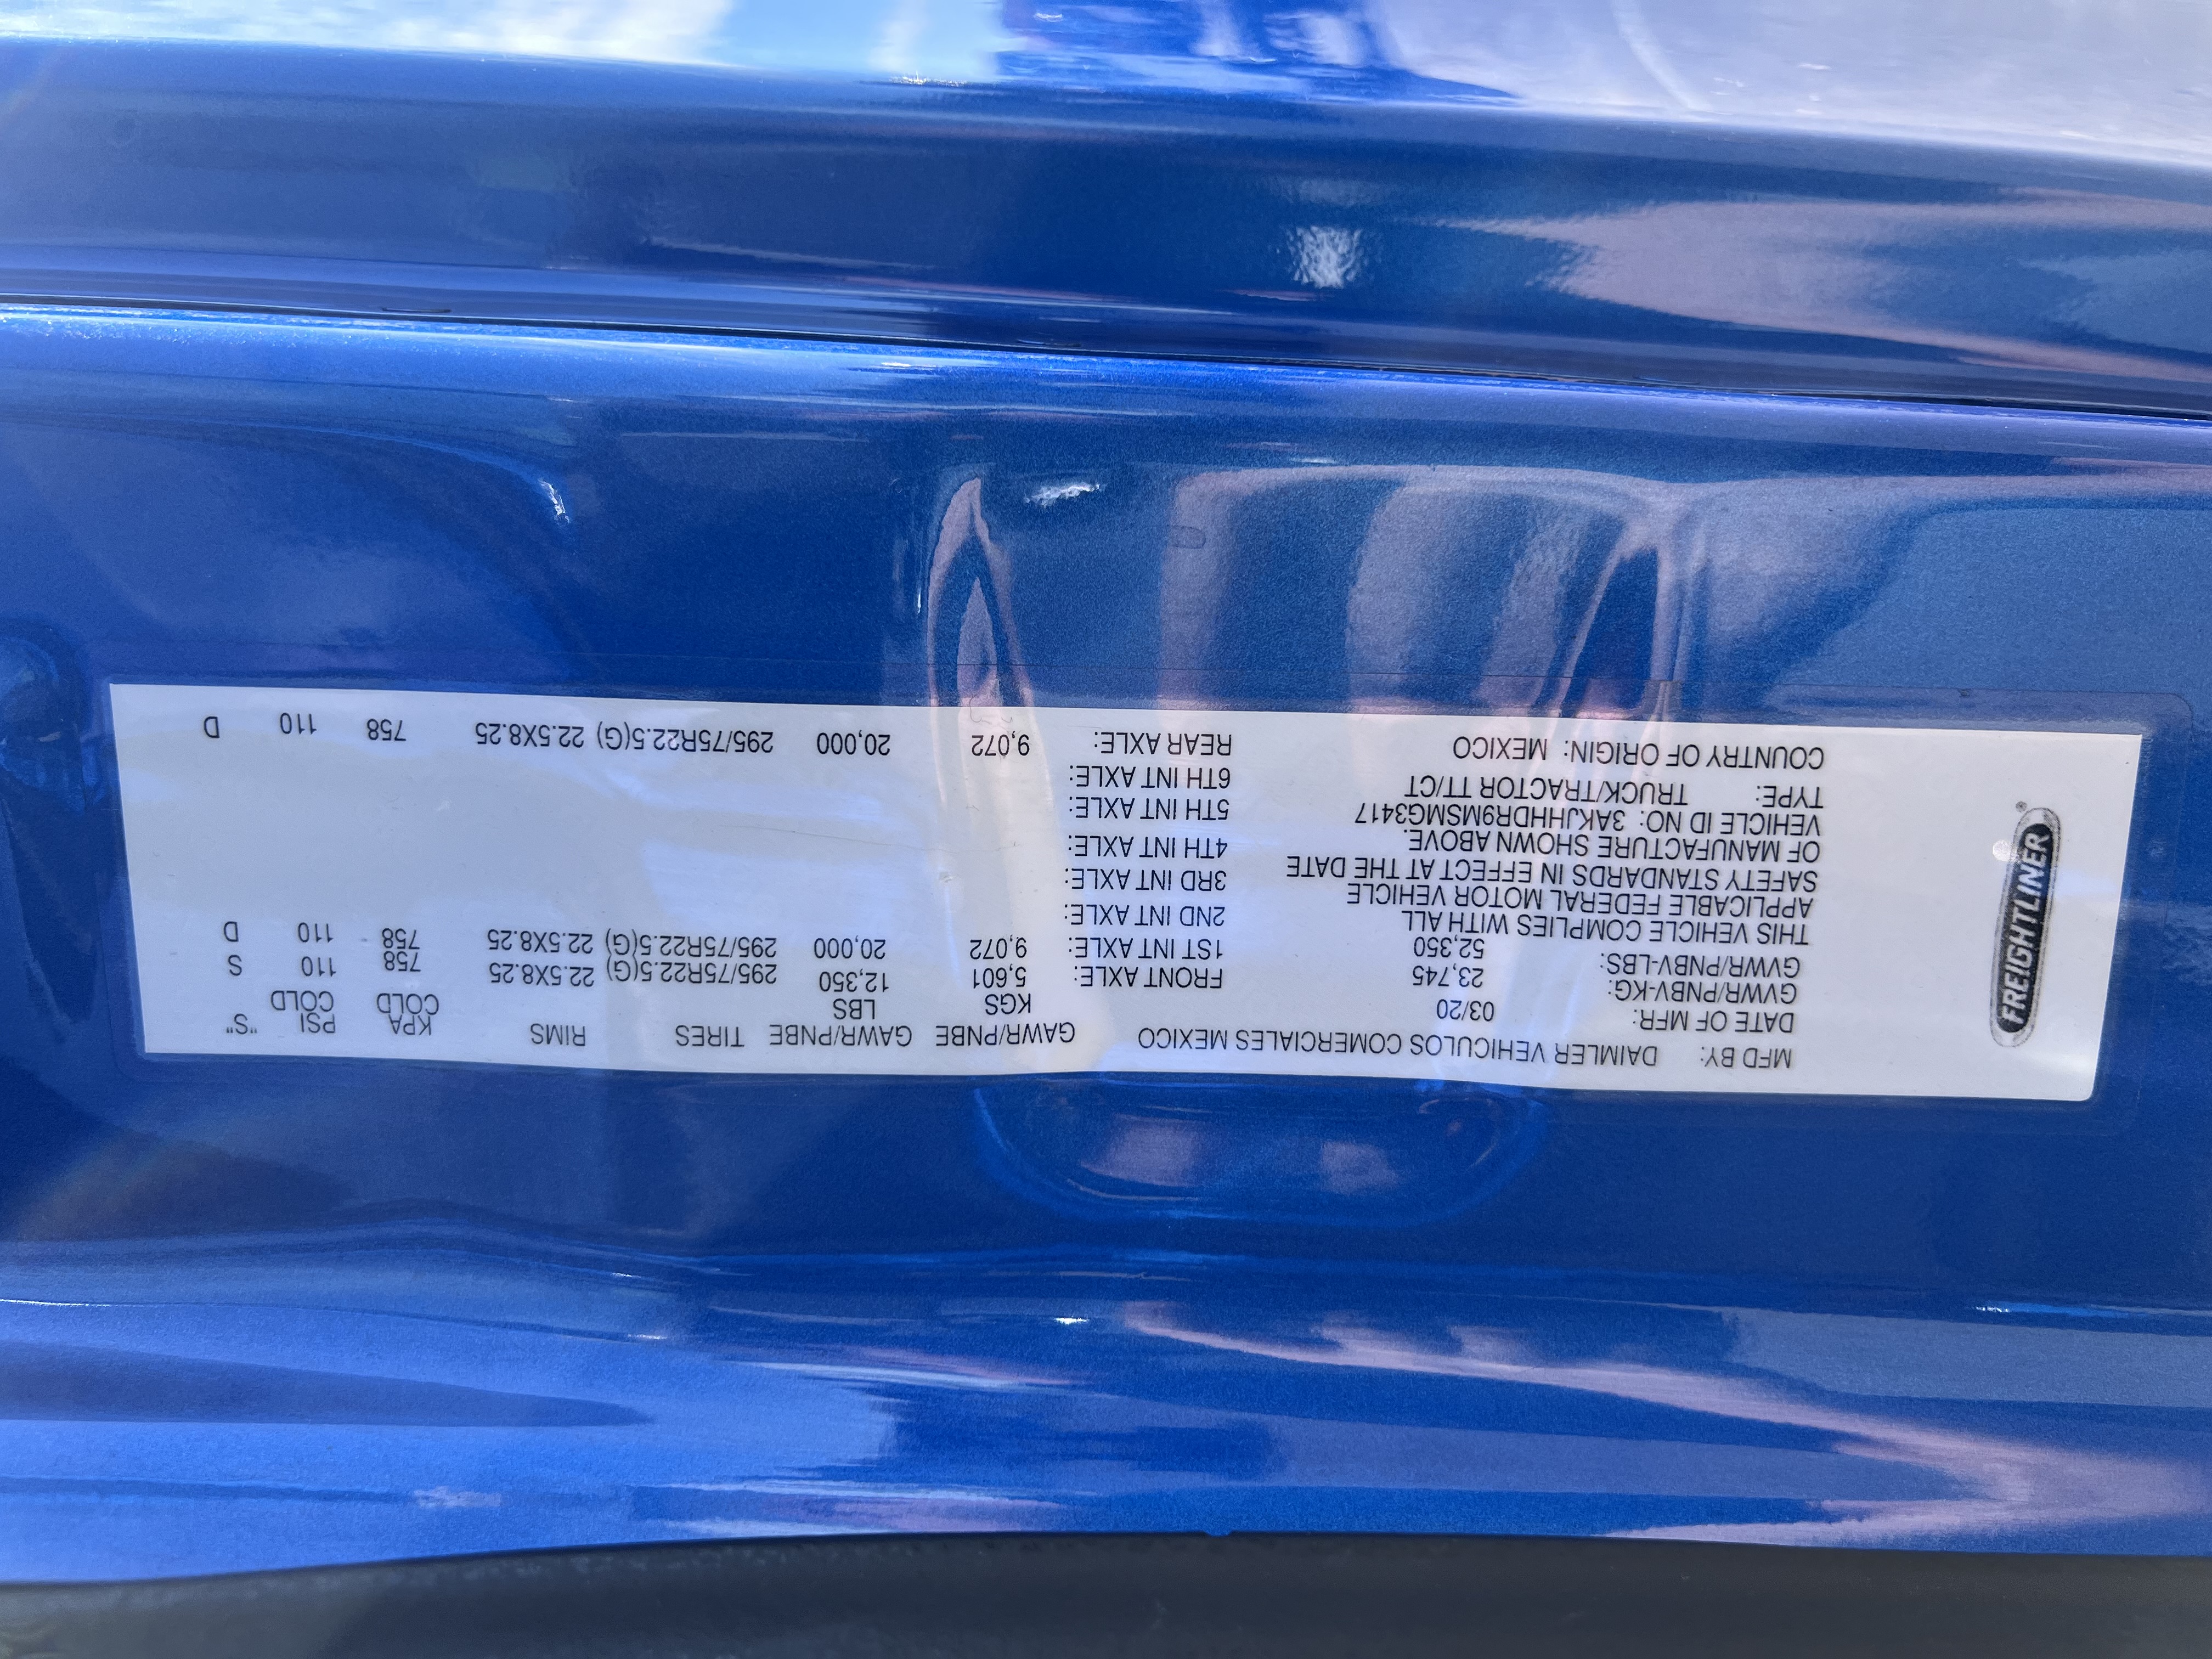 FREIGHTLINER®
MFD BY: DAIMLER VEHICULOS COMERCIALES MEXICO
DATE OF MFR: 03/20
GVWR/PNBV-KG: 23,745
GVWR/PNBV-LBS: 52,350
THIS VEHICLE COMPLIES WITH ALL
APPLICABLE FEDERAL MOTOR VEHICLE
SAFETY STANDARDS IN EFFECT AT THE DATE
OF MANUFACTURE SHOWN ABOVE.
VEHICLE ID NO: 3AKJHHDR9MSMG3417
TYPE: TRUCK/TRACTOR TT/CT
COUNTRY OF ORIGIN: MEXICO
GAWR/PNBE GAWR/PNBE TIRES RIMS KPA PSI "S"
KGS LBS COLD COLD
FRONT AXLE: 5,601 12,350 295/75R22.5(G) 22.5X8.25 758 110 S
1ST INT AXLE: 9,072 20,000 295/75R22.5(G) 22.5X8.25 758 110 D
2ND INT AXLE:
3RD INT AXLE:
4TH INT AXLE:
5TH INT AXLE:
6TH INT AXLE:
REAR AXLE: 9,072 20,000 295/75R22.5(G) 22.5X8.25 758 110 D